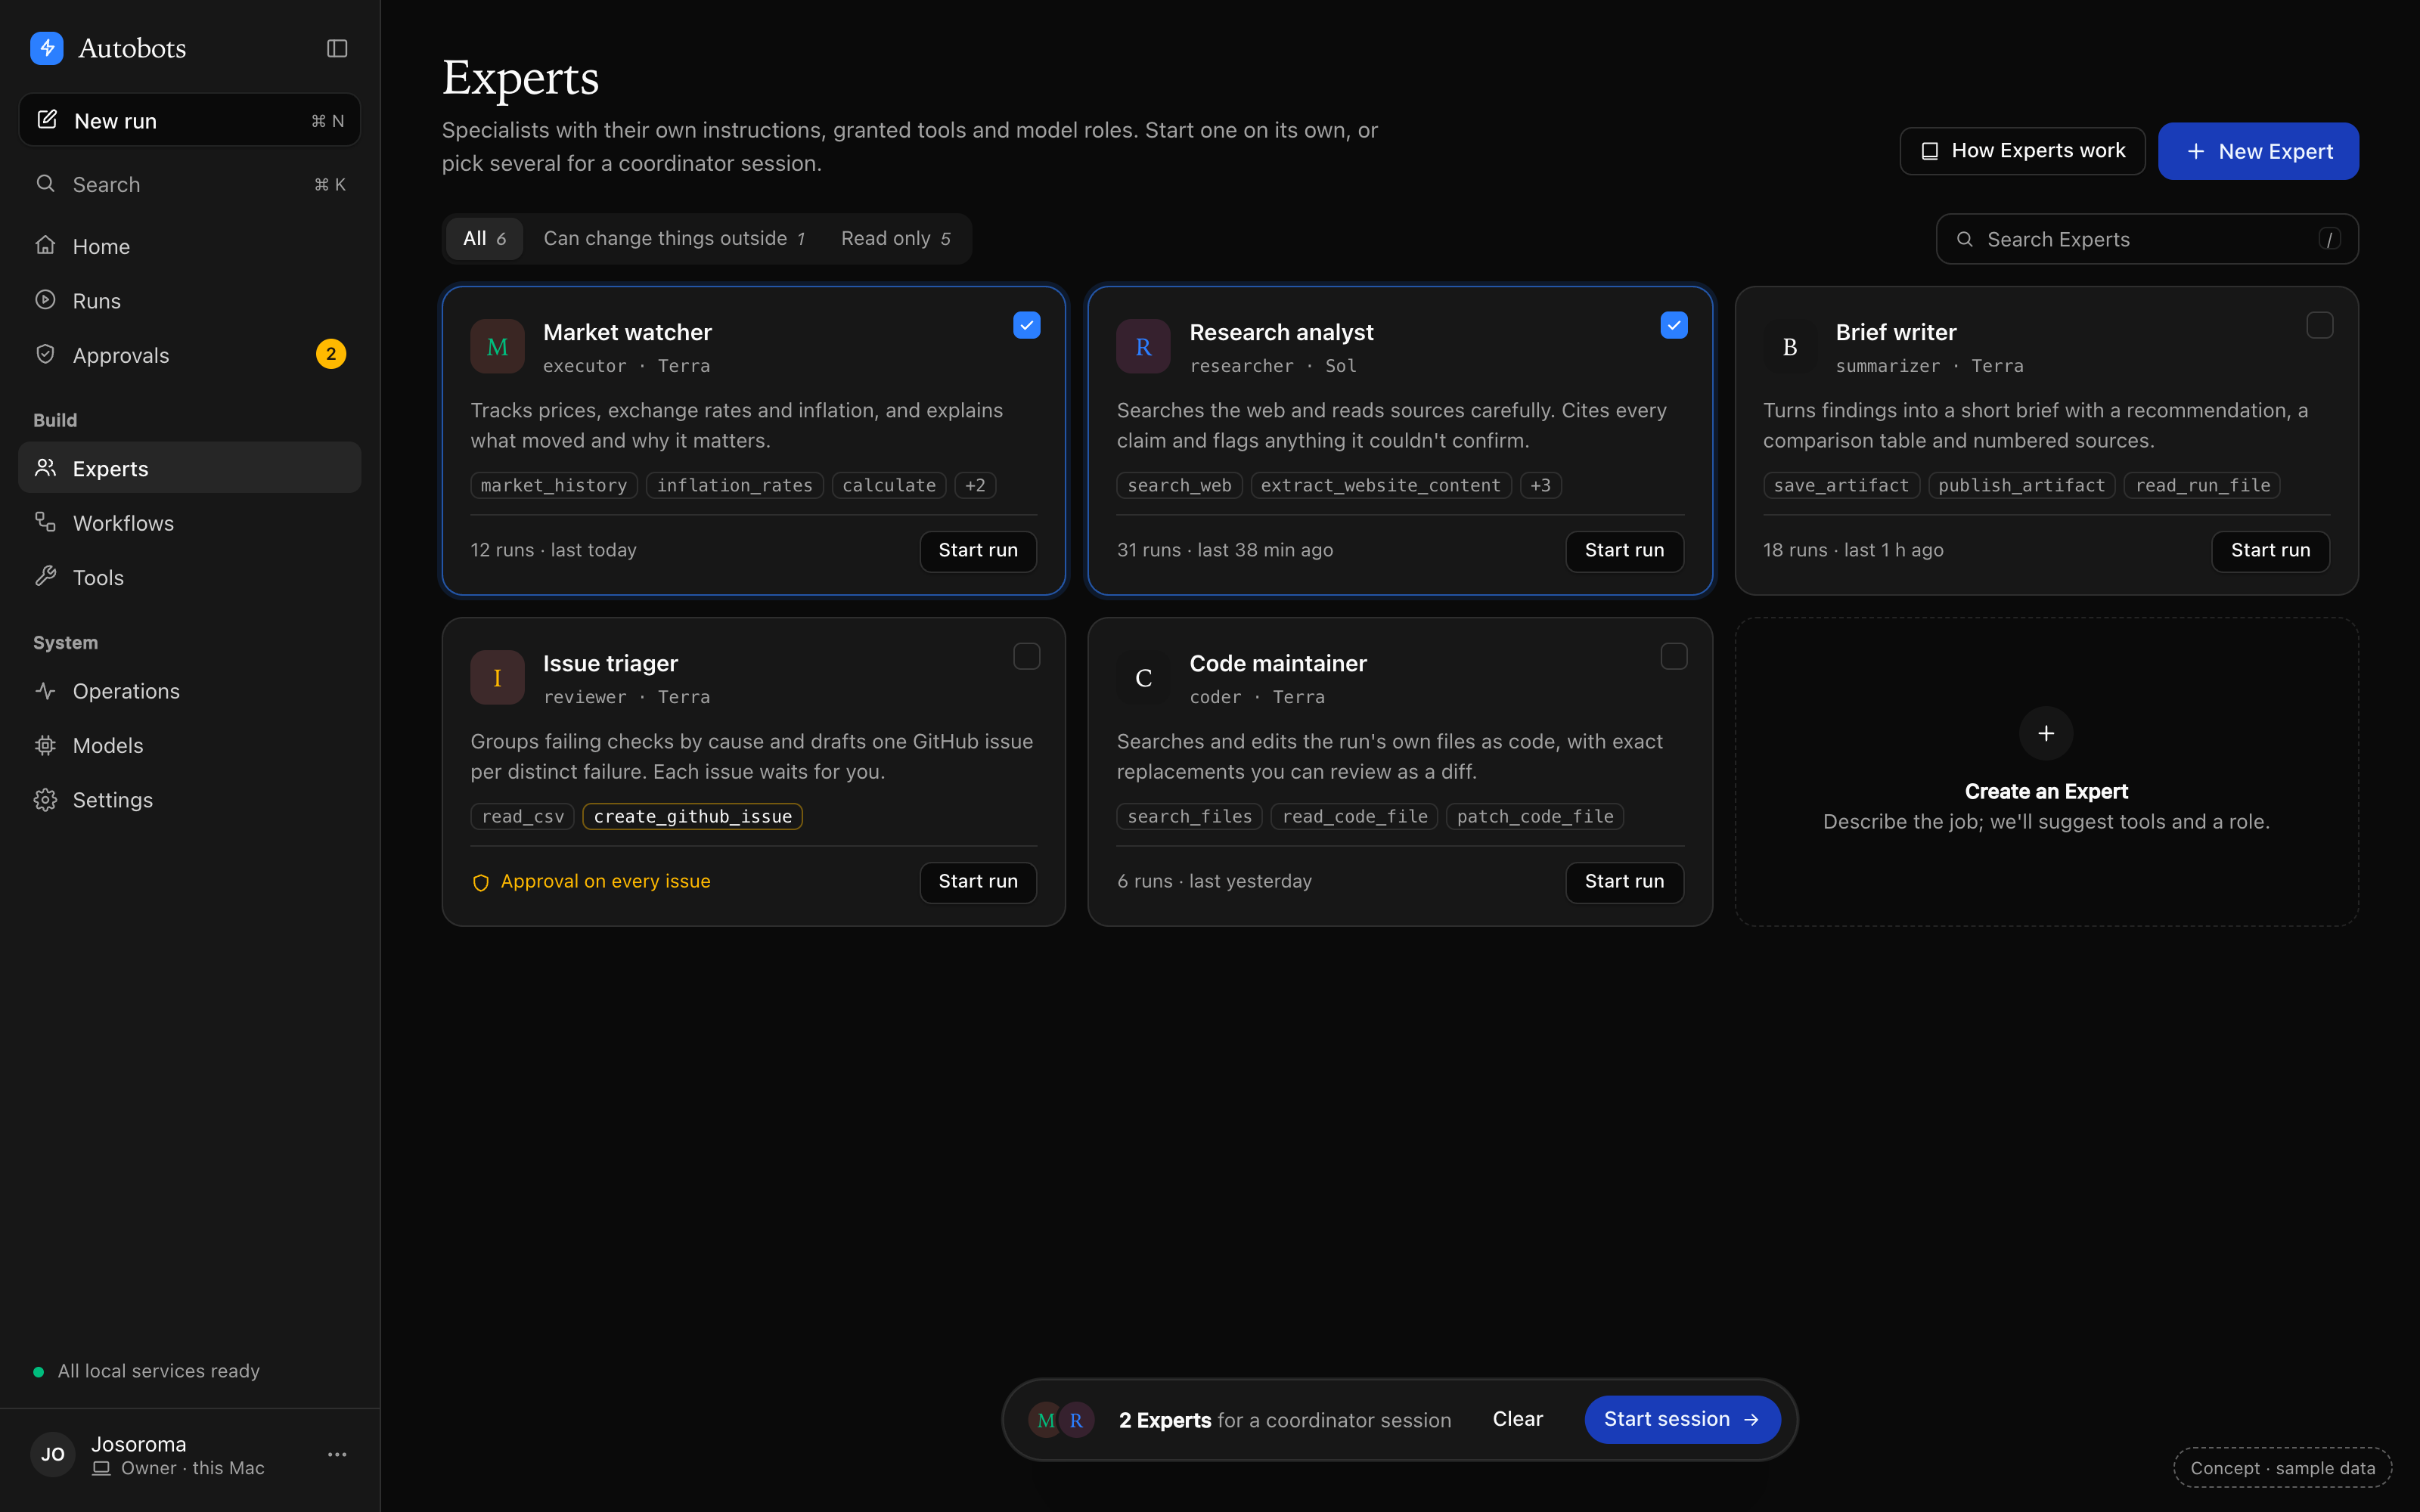 Autobots
New run ⌘ N
Search ⌘ K
Home
Runs
Approvals 2
Build
Experts
Workflows
Tools
System
Operations
Models
Settings
All local services ready
JO
Josoroma
Owner · this Mac
Experts
Specialists with their own instructions, granted tools and model roles. Start one on its own, or
pick several for a coordinator session.
How Experts work
New Expert
All 6 Can change things outside 1 Read only 5
Search Experts /
M
Market watcher
executor · Terra
Tracks prices, exchange rates and inflation, and explains
what moved and why it matters.
market_history inflation_rates calculate +2
12 runs · last today
Start run
R
Research analyst
researcher · Sol
Searches the web and reads sources carefully. Cites every
claim and flags anything it couldn't confirm.
search_web extract_website_content +3
31 runs · last 38 min ago
Start run
B
Brief writer
summarizer · Terra
Turns findings into a short brief with a recommendation, a
comparison table and numbered sources.
save_artifact publish_artifact read_run_file
18 runs · last 1 h ago
Start run
I
Issue triager
reviewer · Terra
Groups failing checks by cause and drafts one GitHub issue
per distinct failure. Each issue waits for you.
read_csv create_github_issue
Approval on every issue
Start run
C
Code maintainer
coder · Terra
Searches and edits the run's own files as code, with exact
replacements you can review as a diff.
search_files read_code_file patch_code_file
6 runs · last yesterday
Start run
Create an Expert
Describe the job; we'll suggest tools and a role.
M R 2 Experts for a coordinator session Clear Start session →
Concept · sample data